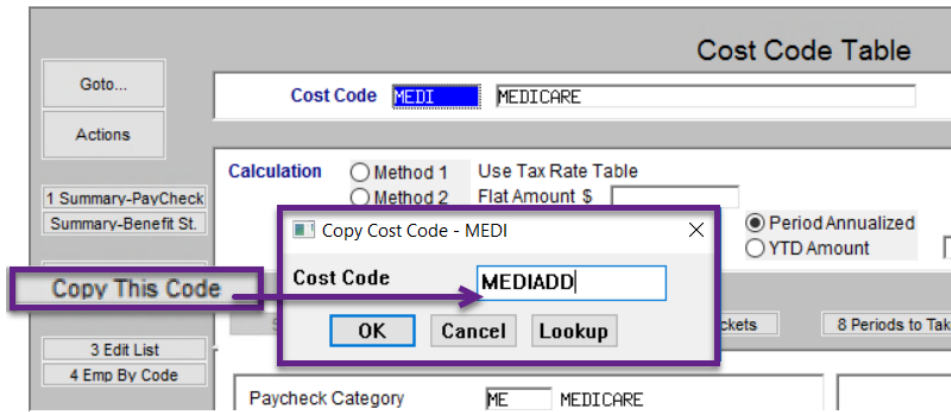 Cost Code Table
Goto...
Cost Code MEDI MEDICARE
Actions
Calculation Method 1 Use Tax Rate Table
Method 2 Flat Amount $
1 Summary-PayCheck
Summary-Benefit St.
Period Annualized
YTD Amount
Copy Cost Code - MEDI
Cost Code MEDIADD
Copy This Code
OK Cancel Lookup
ckets 8 Periods to Tak
3 Edit List
4 Emp By Code
Paycheck Category ME MEDICARE